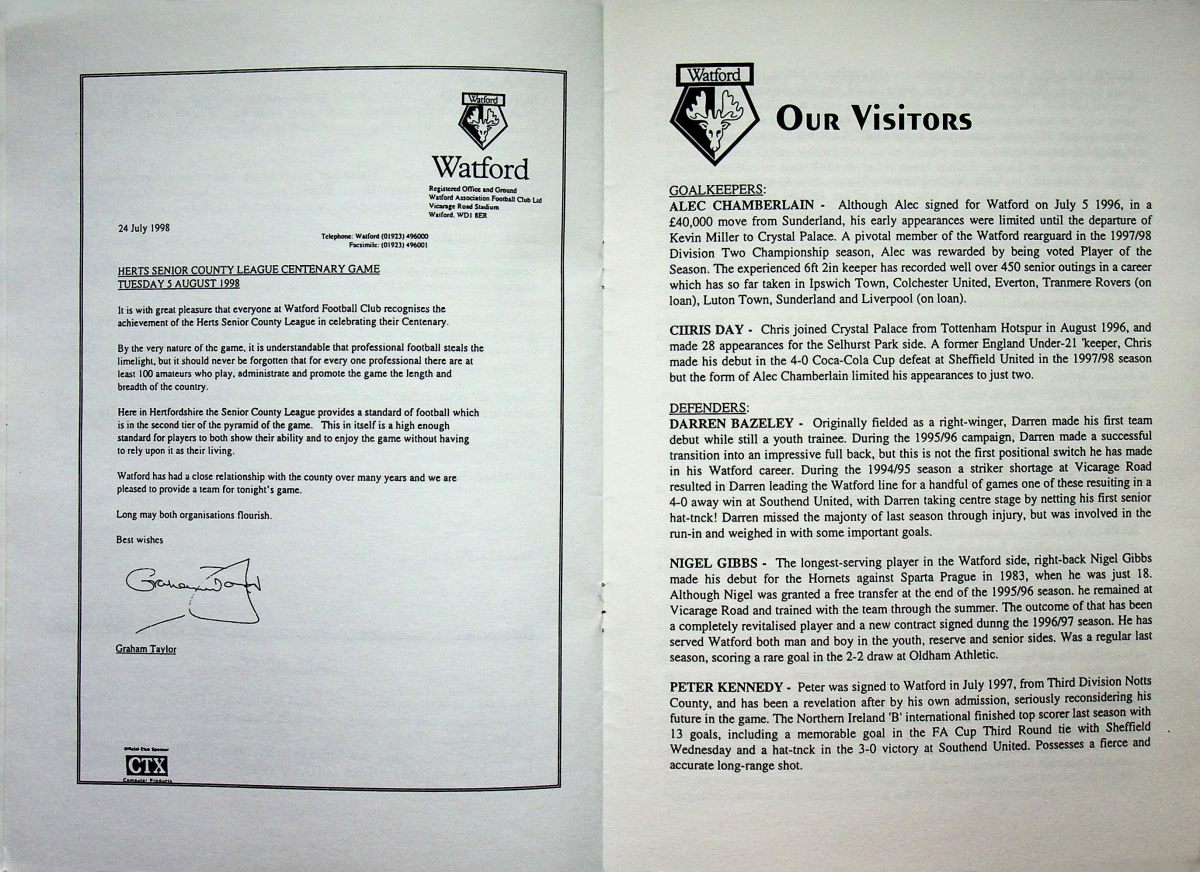 Watford
Watford
Registered Office and Ground
Watford Association Football Club Ltd
Vicarage Road Stadium
Watford, WD1 8ER
24 July 1998
Telephone: Watford (01923) 496000
Facsimile: (01923) 496001
HERTS SENIOR COUNTY LEAGUE CENTENARY GAME
TUESDAY 5 AUGUST 1998
It is with great pleasure that everyone at Watford Football Club recognises the
achievement of the Herts Senior County League in celebrating their Centenary.
By the very nature of the game, it is understandable that professional football steals the
limelight, but it should never be forgotten that for every one professional there are at
least 100 amateurs who play, administrate and promote the game the length and
breadth of the country.
Here in Hertfordshire the Senior County League provides a standard of football which
is in the second tier of the pyramid of the game. This in itself is a high enough
standard for players to both show their ability and to enjoy the game without having
to rely upon it as their living.
Watford has had a close relationship with the county over many years and we are
pleased to provide a team for tonight's game.
Long may both organisations flourish.
Best wishes
Graham Taylor
Graham Taylor
Official Club Sponsor
CTX
Computer Products
Watford
OUR VISITORS
GOALKEEPERS:
ALEC CHAMBERLAIN - Although Alec signed for Watford on July 5 1996, in a
£40,000 move from Sunderland, his early appearances were limited until the departure of
Kevin Miller to Crystal Palace. A pivotal member of the Watford rearguard in the 1997/98
Division Two Championship season, Alec was rewarded by being voted Player of the
Season. The experienced 6ft 2in keeper has recorded well over 450 senior outings in a career
which has so far taken in Ipswich Town, Colchester United, Everton, Tranmere Rovers (on
loan), Luton Town, Sunderland and Liverpool (on loan).
CHRIS DAY - Chris joined Crystal Palace from Tottenham Hotspur in August 1996, and
made 28 appearances for the Selhurst Park side. A former England Under-21 'keeper, Chris
made his debut in the 4-0 Coca-Cola Cup defeat at Sheffield United in the 1997/98 season
but the form of Alec Chamberlain limited his appearances to just two.
DEFENDERS:
DARREN BAZELEY - Originally fielded as a right-winger, Darren made his first team
debut while still a youth trainee. During the 1995/96 campaign, Darren made a successful
transition into an impressive full back, but this is not the first positional switch he has made
in his Watford career. During the 1994/95 season a striker shortage at Vicarage Road
resulted in Darren leading the Watford line for a handful of games one of these resulting in a
4-0 away win at Southend United, with Darren taking centre stage by netting his first senior
hat-tnck! Darren missed the majonty of last season through injury, but was involved in the
run-in and weighed in with some important goals.
NIGEL GIBBS - The longest-serving player in the Watford side, right-back Nigel Gibbs
made his debut for the Hornets against Sparta Prague in 1983, when he was just 18.
Although Nigel was granted a free transfer at the end of the 1995/96 season. he remained at
Vicarage Road and trained with the team through the summer. The outcome of that has been
a completely revitalised player and a new contract signed dunng the 1996/97 season. He has
served Watford both man and boy in the youth, reserve and senior sides. Was a regular last
season, scoring a rare goal in the 2-2 draw at Oldham Athletic.
PETER KENNEDY - Peter was signed to Watford in July 1997, from Third Division Notts
County, and has been a revelation after by his own admission, seriously reconsidering his
future in the game. The Northern Ireland 'B' international finished top scorer last season with
13 goals, including a memorable goal in the FA Cup Third Round tie with Sheffield
Wednesday and a hat-tnck in the 3-0 victory at Southend United. Possesses a fierce and
accurate long-range shot.